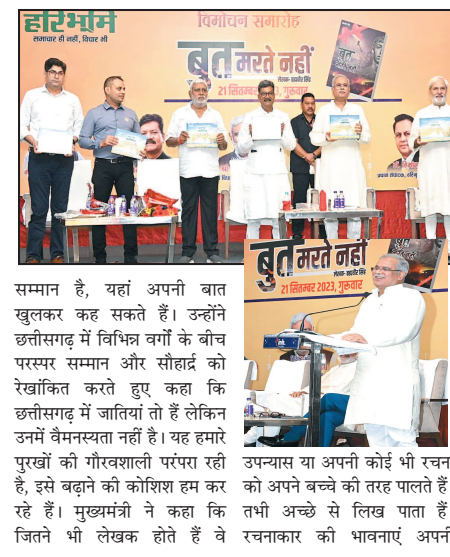 हरिभूमि
समाचार ही नहीं, विचार भी
विमोचन समारोह
बुत मरते नहीं
21 सितम्बर 2023, गुरूवार
बुत मरते नहीं
21 सितम्बर 2023, गुरूवार
सम्मान है, यहां अपनी बात
खुलकर कह सकते हैं। उन्होंने
छत्तीसगढ़ में विभिन्न वर्गों के बीच
परस्पर सम्मान और सौहार्द्र को
रेखांकित करते हुए कहा कि
छत्तीसगढ़ में जातियां तो हैं लेकिन
उनमें वैमनस्यता नहीं है। यह हमारे
पुरखों की गौरवशाली परंपरा रही
है, इसे बढ़ाने की कोशिश हम कर
रहे हैं। मुख्यमंत्री ने कहा कि
जितने भी लेखक होते हैं वे
उपन्यास या अपनी कोई भी रचन
को अपने बच्चे की तरह पालते हैं
तभी अच्छे से लिख पाता है
रचनाकार की भावनाएं अपनी